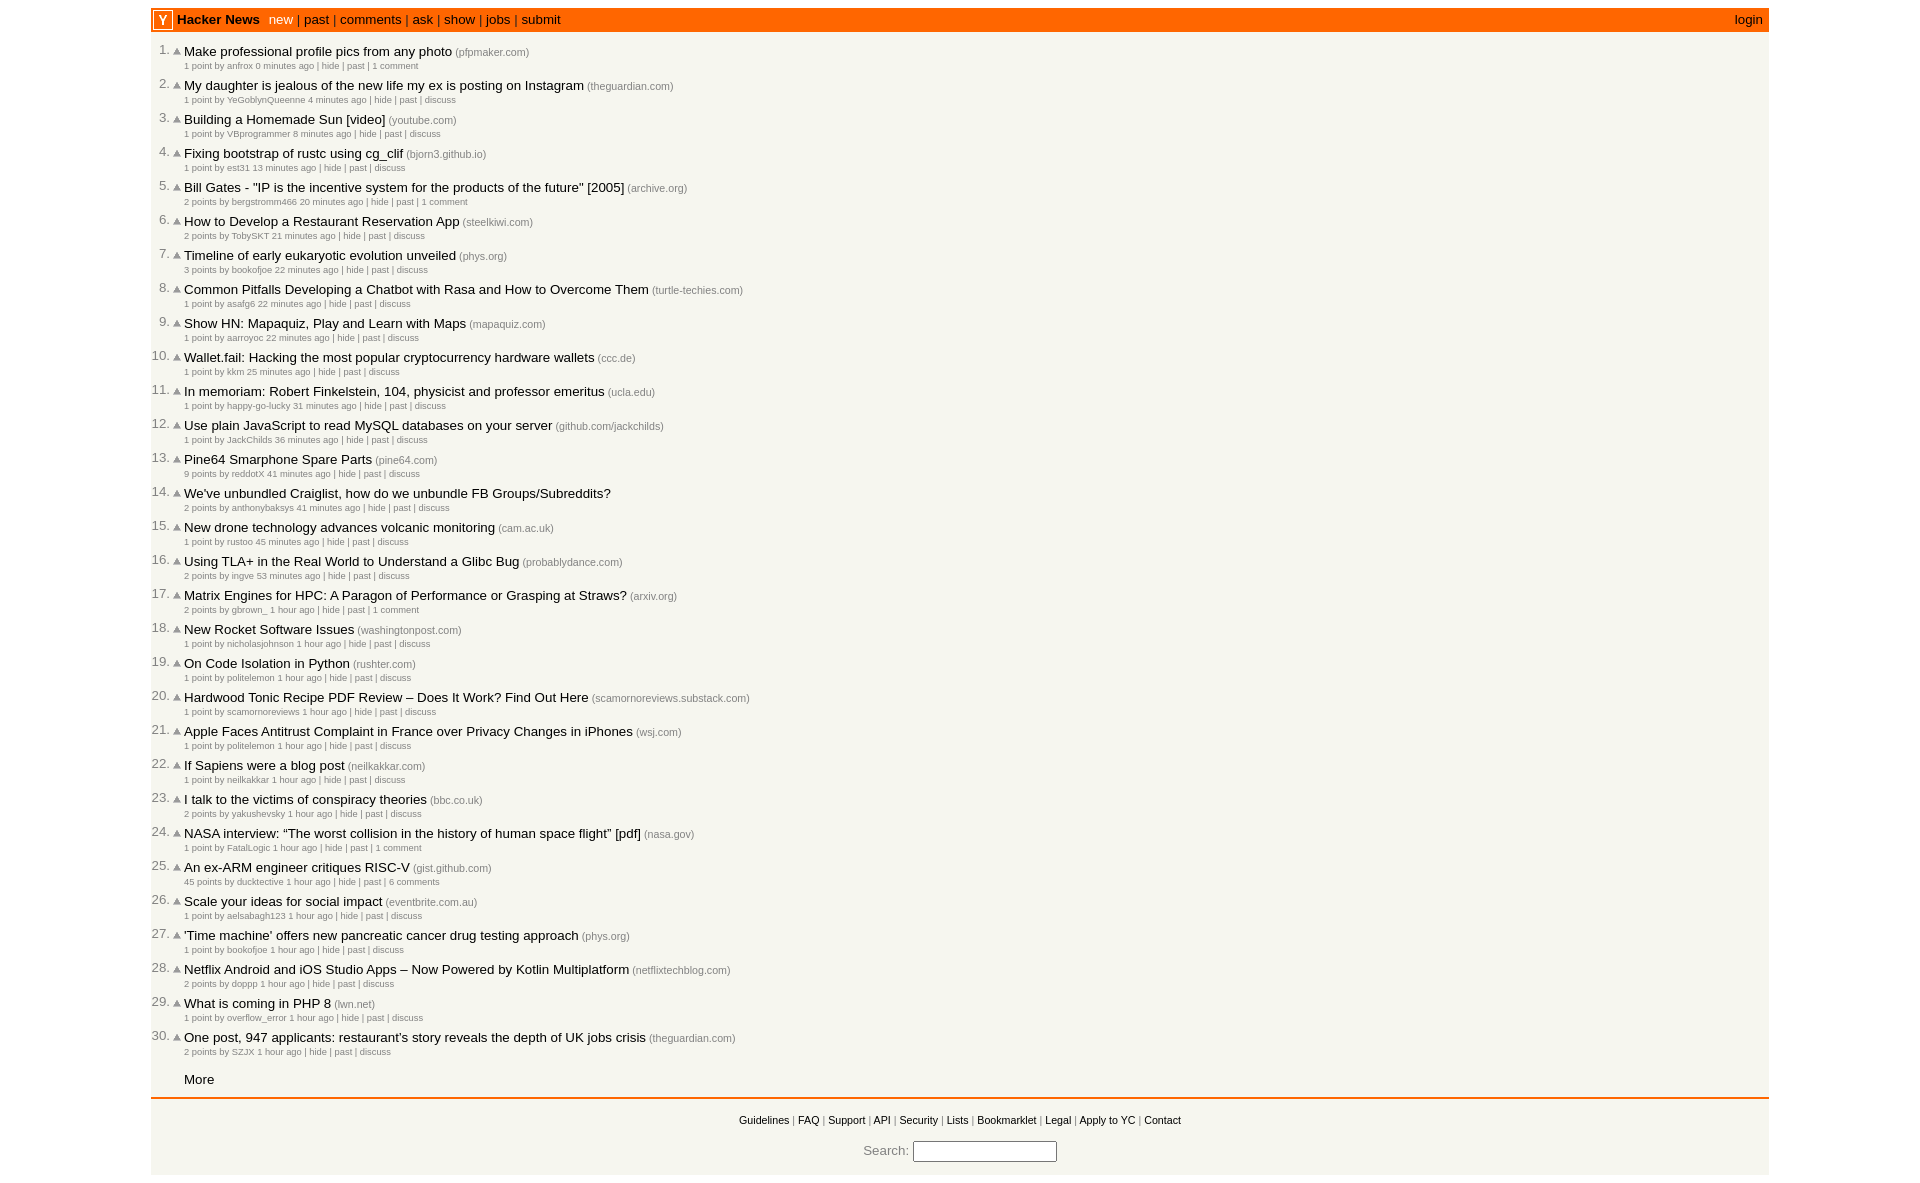 Y Hacker News new | past | comments | ask | show | jobs | submit login
1. Make professional profile pics from any photo (pfpmaker.com)
1 point by anfrox 0 minutes ago | hide | past | 1 comment
2. My daughter is jealous of the new life my ex is posting on Instagram (theguardian.com)
1 point by YeGoblynQueenne 4 minutes ago | hide | past | discuss
3. Building a Homemade Sun [video] (youtube.com)
1 point by VBprogrammer 8 minutes ago | hide | past | discuss
4. Fixing bootstrap of rustc using cg_clif (bjorn3.github.io)
1 point by est31 13 minutes ago | hide | past | discuss
5. Bill Gates - "IP is the incentive system for the products of the future" [2005] (archive.org)
2 points by bergstromm466 20 minutes ago | hide | past | 1 comment
6. How to Develop a Restaurant Reservation App (steelkiwi.com)
2 points by TobySKT 21 minutes ago | hide | past | discuss
7. Timeline of early eukaryotic evolution unveiled (phys.org)
3 points by bookofjoe 22 minutes ago | hide | past | discuss
8. Common Pitfalls Developing a Chatbot with Rasa and How to Overcome Them (turtle-techies.com)
1 point by asafg6 22 minutes ago | hide | past | discuss
9. Show HN: Mapaquiz, Play and Learn with Maps (mapaquiz.com)
1 point by aarroyoc 22 minutes ago | hide | past | discuss
10. Wallet.fail: Hacking the most popular cryptocurrency hardware wallets (ccc.de)
1 point by kkm 25 minutes ago | hide | past | discuss
11. In memoriam: Robert Finkelstein, 104, physicist and professor emeritus (ucla.edu)
1 point by happy-go-lucky 31 minutes ago | hide | past | discuss
12. Use plain JavaScript to read MySQL databases on your server (github.com/jackchilds)
1 point by JackChilds 36 minutes ago | hide | past | discuss
13. Pine64 Smarphone Spare Parts (pine64.com)
9 points by reddotX 41 minutes ago | hide | past | discuss
14. We've unbundled Craiglist, how do we unbundle FB Groups/Subreddits?
2 points by anthonybaksys 41 minutes ago | hide | past | discuss
15. New drone technology advances volcanic monitoring (cam.ac.uk)
1 point by rustoo 45 minutes ago | hide | past | discuss
16. Using TLA+ in the Real World to Understand a Glibc Bug (probablydance.com)
2 points by ingve 53 minutes ago | hide | past | discuss
17. Matrix Engines for HPC: A Paragon of Performance or Grasping at Straws? (arxiv.org)
2 points by gbrown_ 1 hour ago | hide | past | 1 comment
18. New Rocket Software Issues (washingtonpost.com)
1 point by nicholasjohnson 1 hour ago | hide | past | discuss
19. On Code Isolation in Python (rushter.com)
1 point by politelemon 1 hour ago | hide | past | discuss
20. Hardwood Tonic Recipe PDF Review – Does It Work? Find Out Here (scamornoreviews.substack.com)
1 point by scamornoreviews 1 hour ago | hide | past | discuss
21. Apple Faces Antitrust Complaint in France over Privacy Changes in iPhones (wsj.com)
1 point by politelemon 1 hour ago | hide | past | discuss
22. If Sapiens were a blog post (neilkakkar.com)
1 point by neilkakkar 1 hour ago | hide | past | discuss
23. I talk to the victims of conspiracy theories (bbc.co.uk)
2 points by yakushevsky 1 hour ago | hide | past | discuss
24. NASA interview: “The worst collision in the history of human space flight” [pdf] (nasa.gov)
1 point by FatalLogic 1 hour ago | hide | past | 1 comment
25. An ex-ARM engineer critiques RISC-V (gist.github.com)
45 points by ducktective 1 hour ago | hide | past | 6 comments
26. Scale your ideas for social impact (eventbrite.com.au)
1 point by aelsabagh123 1 hour ago | hide | past | discuss
27. 'Time machine' offers new pancreatic cancer drug testing approach (phys.org)
1 point by bookofjoe 1 hour ago | hide | past | discuss
28. Netflix Android and iOS Studio Apps – Now Powered by Kotlin Multiplatform (netflixtechblog.com)
2 points by doppp 1 hour ago | hide | past | discuss
29. What is coming in PHP 8 (lwn.net)
1 point by overflow_error 1 hour ago | hide | past | discuss
30. One post, 947 applicants: restaurant's story reveals the depth of UK jobs crisis (theguardian.com)
2 points by SZJX 1 hour ago | hide | past | discuss
More
Guidelines | FAQ | Support | API | Security | Lists | Bookmarklet | Legal | Apply to YC | Contact
Search: